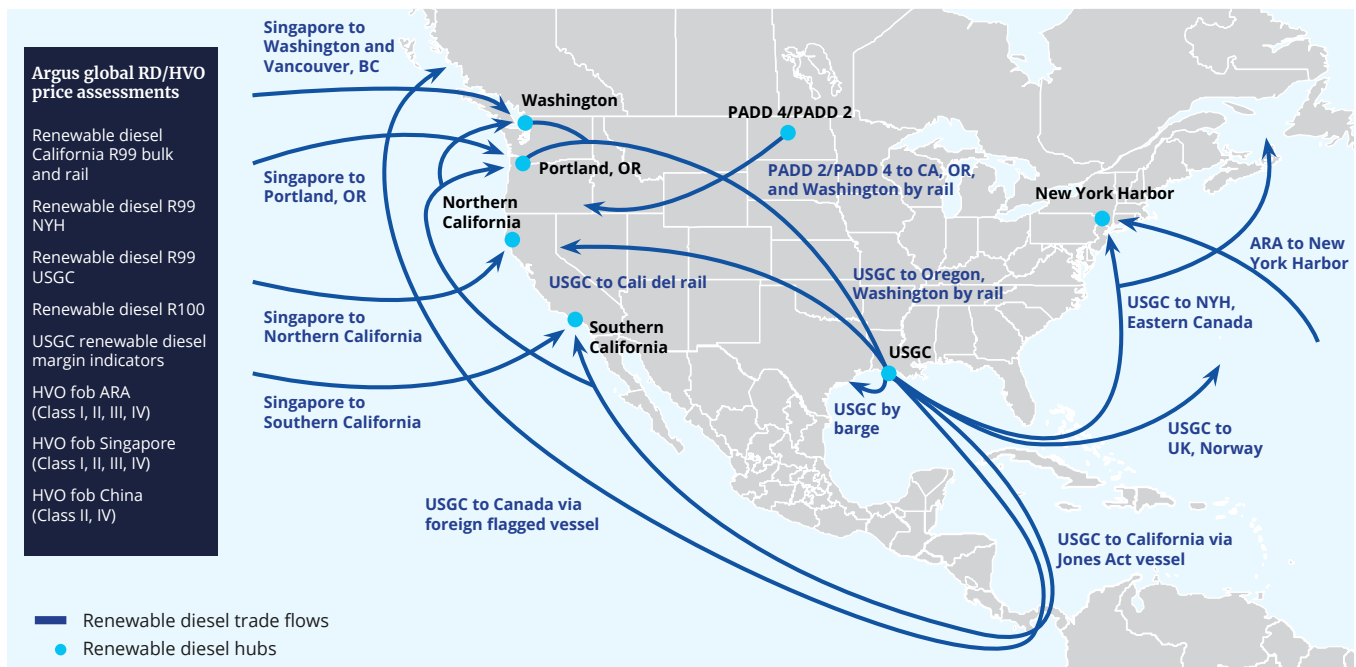 Argus global RD/HVO
price assessments
Renewable diesel
California R99 bulk
and rail
Renewable diesel R99
NYH
Renewable diesel R99
USGC
Renewable diesel R100
USGC renewable diesel
margin indicators
HVO fob ARA
(Class I, II, III, IV)
HVO fob Singapore
(Class I, II, III, IV)
HVO fob China
(Class II, IV)
Singapore to
Washington and
Vancouver, BC
Washington
Singapore to
Portland, OR
Portland, OR
PADD 4/PADD 2
PADD 2/PADD 4 to CA, OR,
and Washington by rail
Northern
California
New York Harbor
ARA to New
York Harbor
USGC to Cali del rail
USGC to Oregon,
Washington by rail
USGC to NYH,
Eastern Canada
Singapore to
Northern California
Southern
California
USGC
Singapore to
Southern California
USGC by
barge
USGC to
UK, Norway
USGC to Canada via
foreign flagged vessel
USGC to California via
Jones Act vessel
Renewable diesel trade flows
Renewable diesel hubs